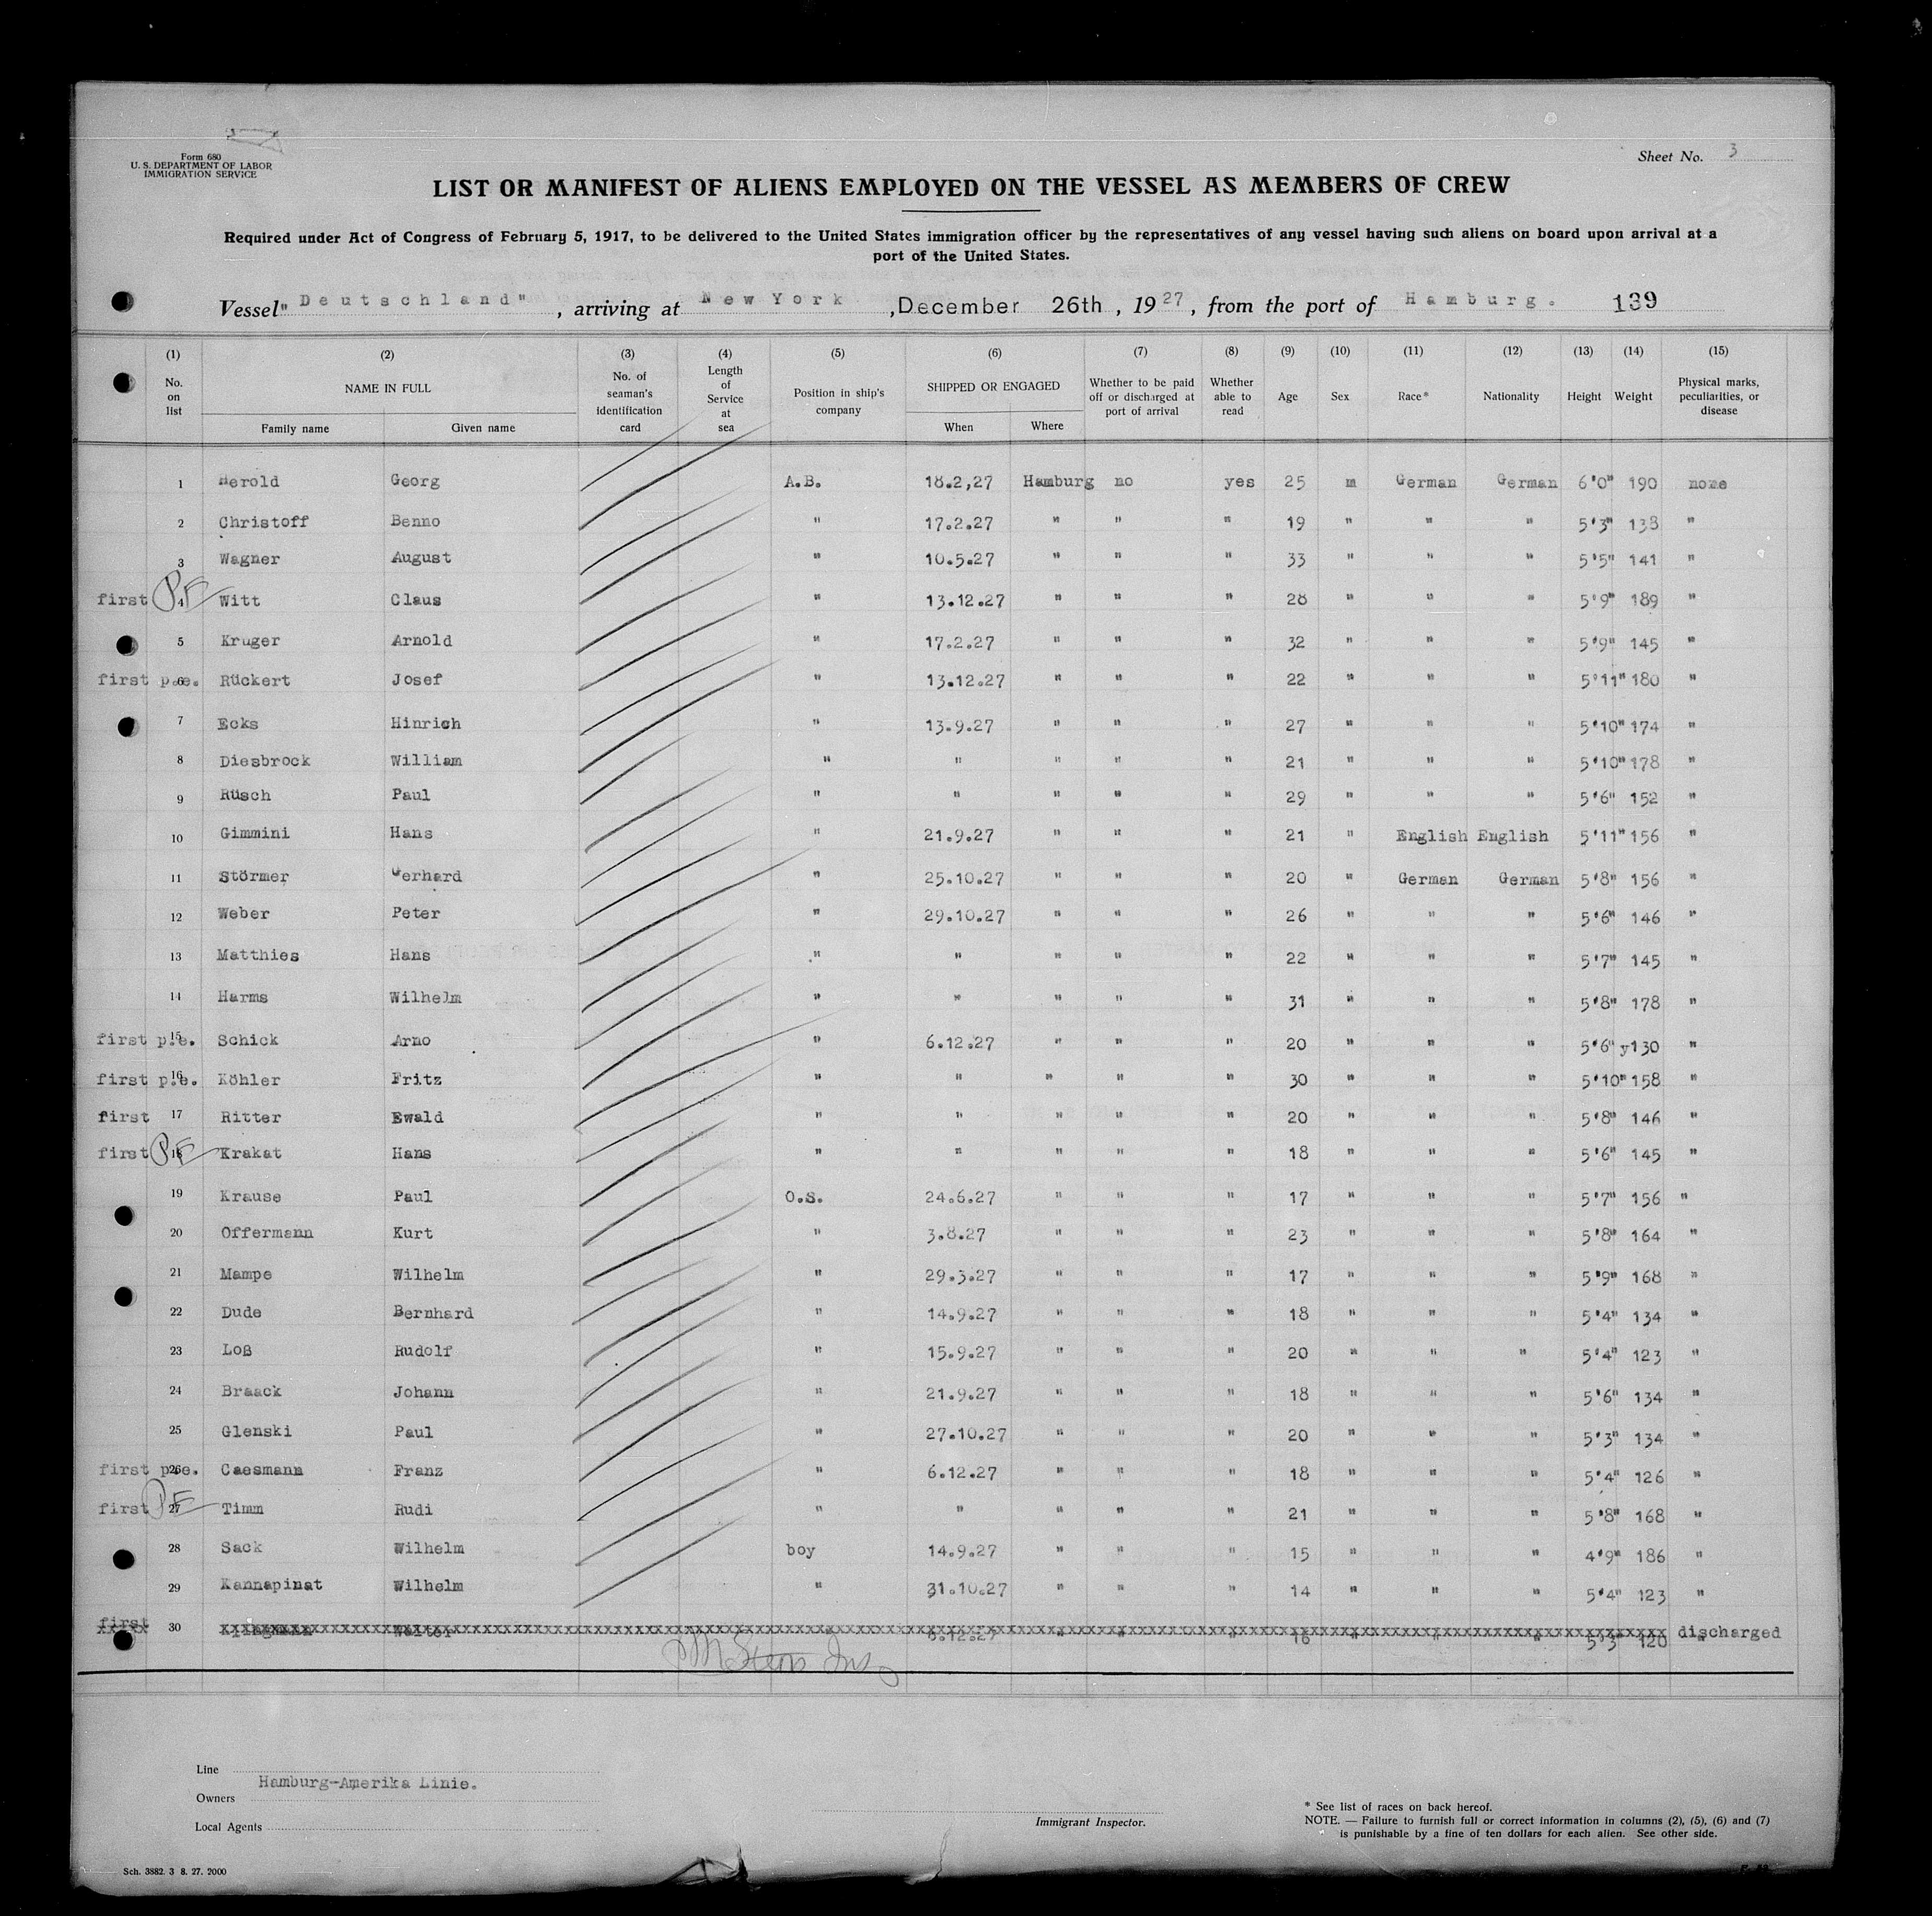 Form 680
U. S. DEPARTMENT OF LABOR
IMMIGRATION SERVICE
Sheet No. 3
LIST OR MANIFEST OF ALIENS EMPLOYED ON THE VESSEL AS MEMBERS OF CREW
Required under Act of Congress of February 5, 1917, to be delivered to the United States immigration officer by the representatives of any vessel having such aliens on board upon arrival at a
port of the United States.
Vessel "Deutschland", arriving at New York, December 26th, 1927, from the port of Hamburg. 139
(1) (2) (3) (4) (5) (6) (7) (8) (9) (10) (11) (12) (13) (14) (15)
No. on list NAME IN FULL Family name Given name No. of seaman's identification card Length of Service at sea Position in ship's company SHIPPED OR ENGAGED When Where Whether to be paid off or discharged at port of arrival Whether able to read Age Sex Race* Nationality Height Weight Physical marks, peculiarities, or disease
1 Herold Georg A.B. 18.2,27 Hamburg no yes 25 m German German 6'0" 190 none
2 Christoff Benno " 17.2.27 " " " 19 " " " 5'3" 138 "
3 Wagner August " 10.5.27 " " " 33 " " " 5'5" 141 "
first PE 4 Witt Claus " 13.12.27 " " " 28 " " " 5'9" 189 "
5 Kruger Arnold " 17.2.27 " " " 32 " " " 5'9" 145 "
first p.e. 6 Rückert Josef " 13.12.27 " " " 22 " " " 5'11" 180 "
7 Ecks Hinrich " 13.9.27 " " " 27 " " " 5'10" 174 "
8 Diesbrock William " " " " " 21 " " " 5'10" 178 "
9 Rüsch Paul " " " " " 29 " " " 5'6" 152 "
10 Gimmini Hans " 21.9.27 " " " 21 " English English 5'11" 156 "
11 Störmer Gerhard " 25.10.27 " " " 20 " German German 5'8" 156 "
12 Weber Peter " 29.10.27 " " " 26 " " " 5'6" 146 "
13 Matthies Hans " " " " " 22 " " " 5'7" 145 "
14 Harms Wilhelm " " " " " 31 " " " 5'8" 178 "
first p.e. 15 Schick Arno " 6.12.27 " " " 20 " " " 5'6" y130 "
first p.e. 16 Köhler Fritz " " " " " 30 " " " 5'10" 158 "
first 17 Ritter Ewald " " " " " 20 " " " 5'8" 146 "
first PE 18 Krakat Hans " " " " " 18 " " " 5'6" 145 "
19 Krause Paul O.S. 24.6.27 " " " 17 " " " 5'7" 156 "
20 Offermann Kurt " 3.8.27 " " " 23 " " " 5'8" 164 "
21 Mampe Wilhelm " 29.3.27 " " " 17 " " " 5'9" 168 "
22 Dude Bernhard " 14.9.27 " " " 18 " " " 5'4" 134 "
23 Loß Rudolf " 15.9.27 " " " 20 " " " 5'4" 123 "
24 Braack Johann " 21.9.27 " " " 18 " " " 5'6" 134 "
25 Glenski Paul " 27.10.27 " " " 20 " " " 5'3" 134 "
first p.e. 26 Caesmann Franz " 6.12.27 " " " 18 " " " 5'4" 126 "
first PE 27 Timm Rudi " " " " " 21 " " " 5'8" 168 "
28 Sack Wilhelm boy 14.9.27 " " " 15 " " " 4'9" 186 "
29 Kannapinat Wilhelm " 31.10.27 " " " 14 " " " 5'4" 123 "
first 30 Walter " 6.12.27 " " " 16 " " " 5'3" 120 discharged
Line
Hamburg-Amerika Linie.
Owners
Local Agents
Immigrant Inspector.
* See list of races on back hereof.
NOTE. — Failure to furnish full or correct information in columns (2), (5), (6) and (7)
is punishable by a fine of ten dollars for each alien. See other side.
Sch. 3882. 3 8. 27. 2000